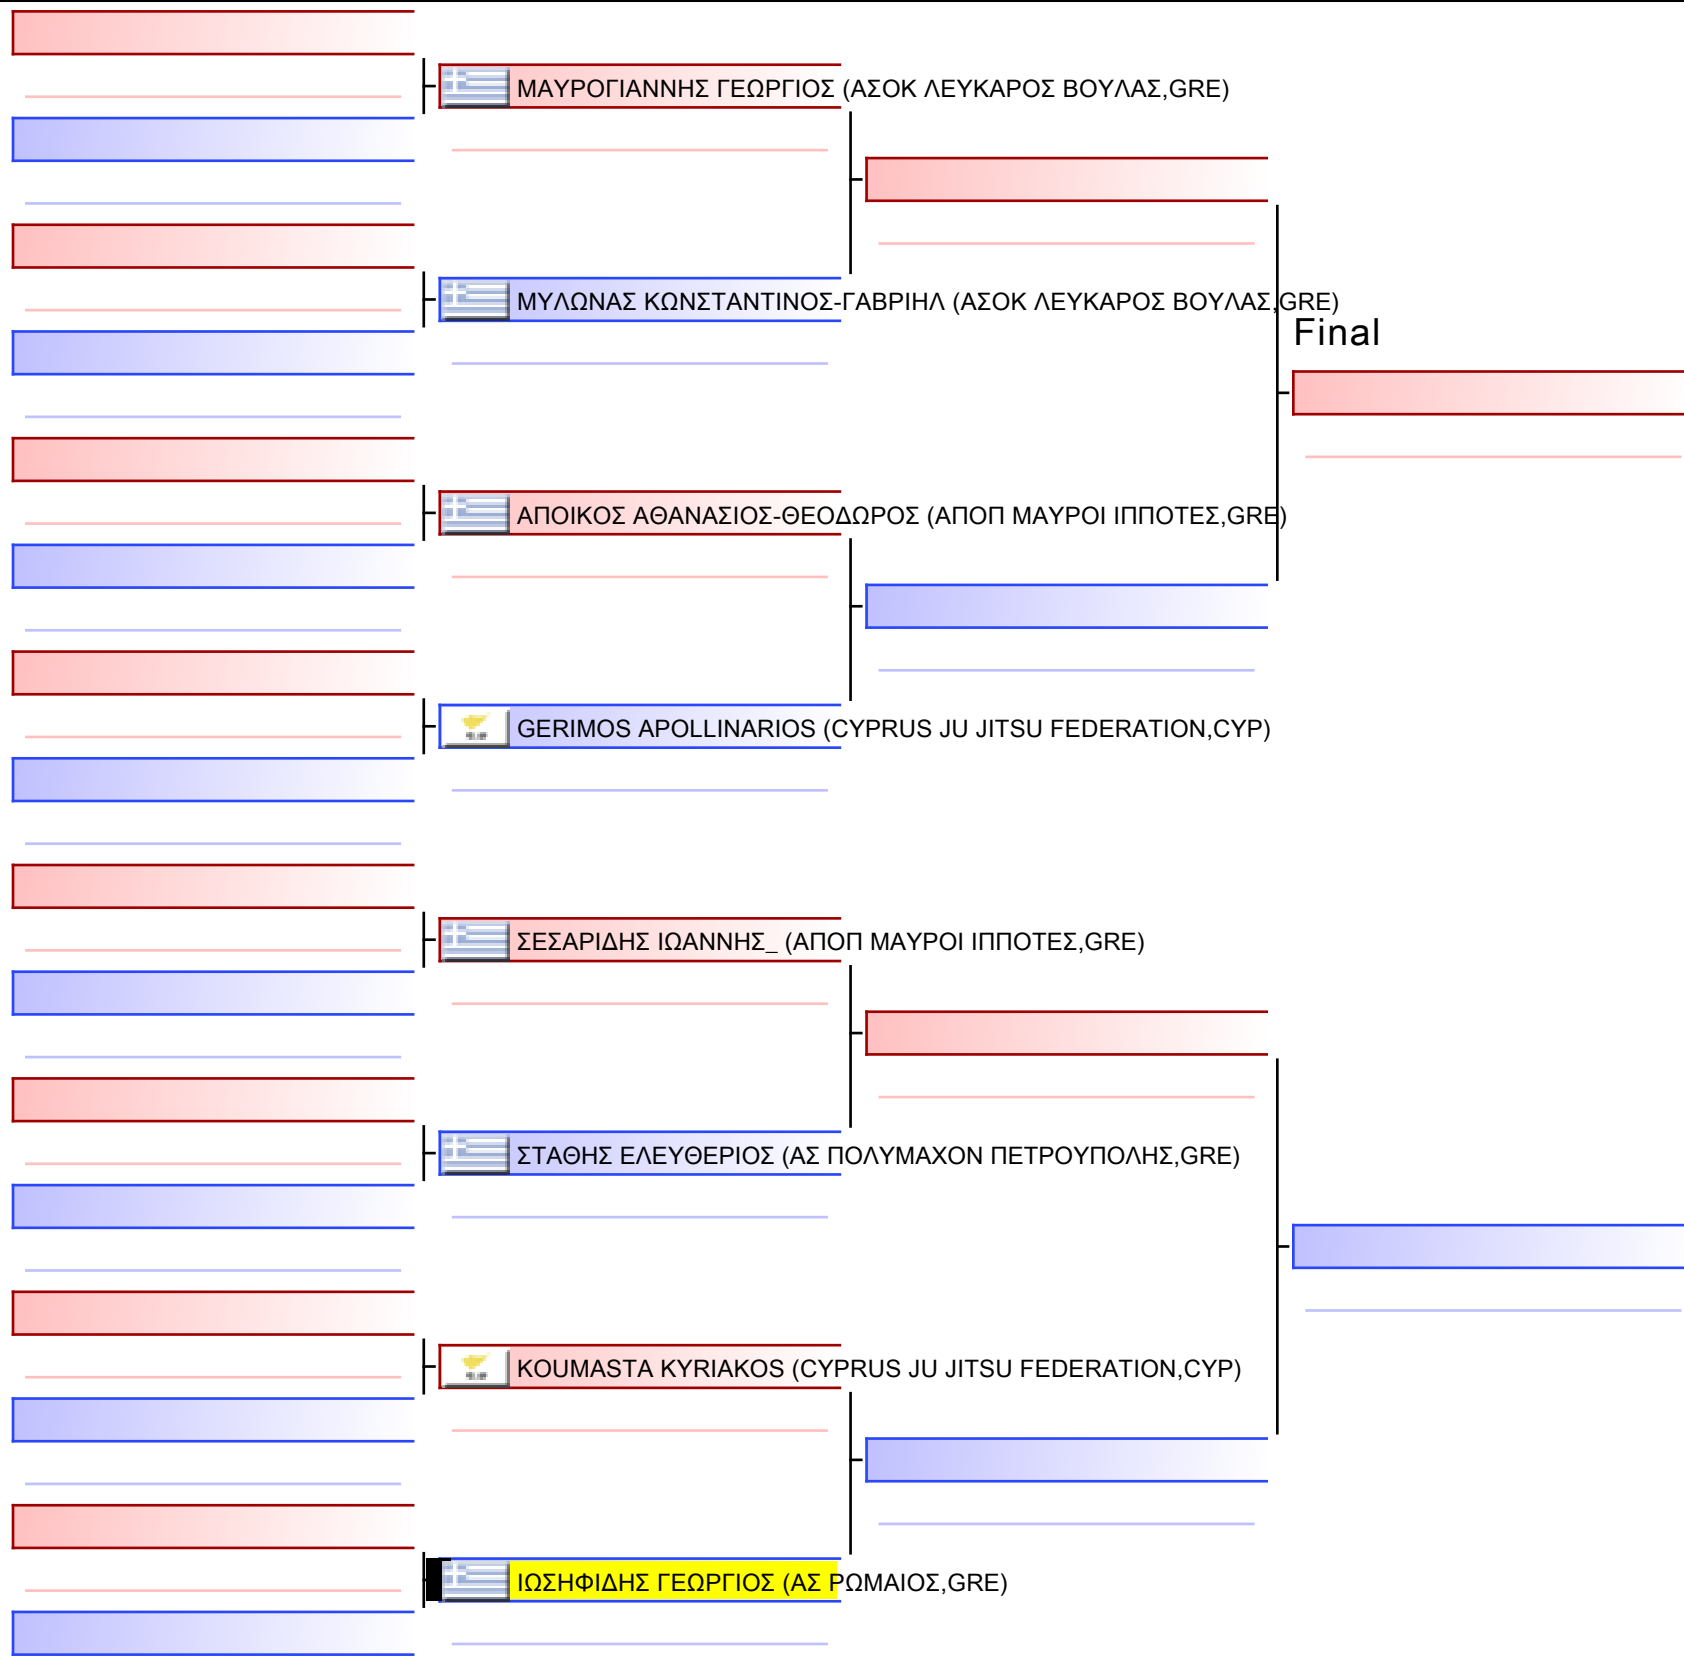 ΜΑΥΡΟΓΙΑΝΝΗΣ ΓΕΩΡΓΙΟΣ (ΑΣΟΚ ΛΕΥΚΑΡΟΣ ΒΟΥΛΑΣ,GRE)
ΜΥΛΩΝΑΣ ΚΩΝΣΤΑΝΤΙΝΟΣ-ΓΑΒΡΙΗΛ (ΑΣΟΚ ΛΕΥΚΑΡΟΣ ΒΟΥΛΑΣ,GRE)
Final
ΑΠΟΙΚΟΣ ΑΘΑΝΑΣΙΟΣ-ΘΕΟΔΩΡΟΣ (ΑΠΟΠ ΜΑΥΡΟΙ ΙΠΠΟΤΕΣ,GRE)
GERIMOS APOLLINARIOS (CYPRUS JU JITSU FEDERATION,CYP)
ΣΕΣΑΡΙΔΗΣ ΙΩΑΝΝΗΣ_ (ΑΠΟΠ ΜΑΥΡΟΙ ΙΠΠΟΤΕΣ,GRE)
ΣΤΑΘΗΣ ΕΛΕΥΘΕΡΙΟΣ (ΑΣ ΠΟΛΥΜΑΧΟΝ ΠΕΤΡΟΥΠΟΛΗΣ,GRE)
KOUMASTA KYRIAKOS (CYPRUS JU JITSU FEDERATION,CYP)
ΙΩΣΗΦΙΔΗΣ ΓΕΩΡΓΙΟΣ (ΑΣ ΡΩΜΑΙΟΣ,GRE)